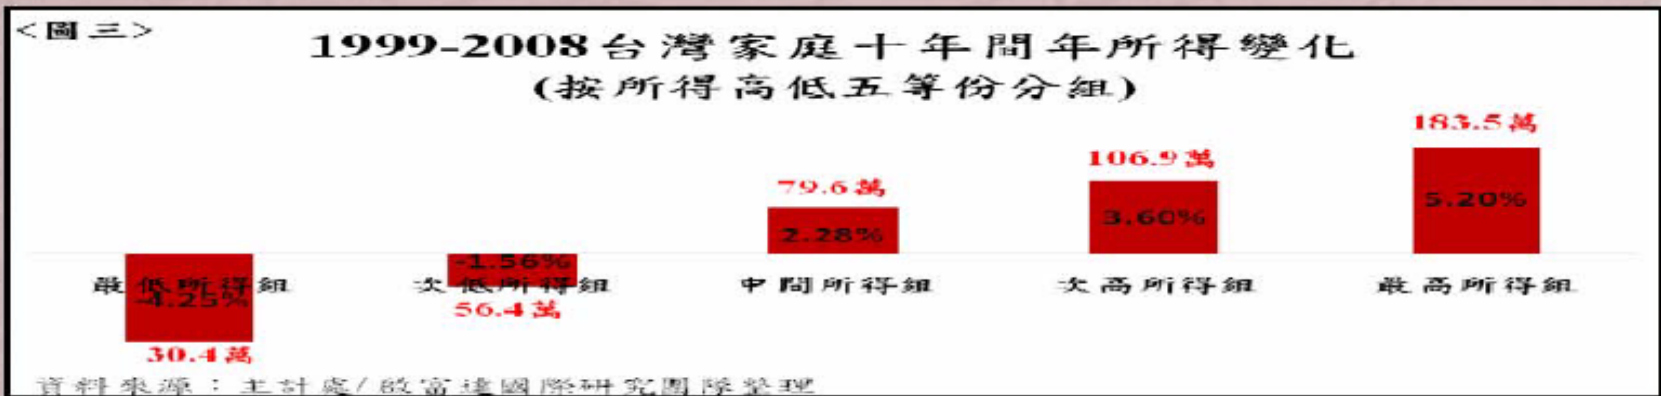 <圖三>
1999-2008台灣家庭十年間年所得變化
(按所得高低五等份分組)
183.5萬
106.9萬
79.6萬
5.20%
3.60%
2.28%
-1.56%
最低所得組 次低所得組 中間所得組 次高所得組 最高所得組
-4.25%
56.4萬
30.4萬
資料來源：主計處/啟富達國際研究團隊整理